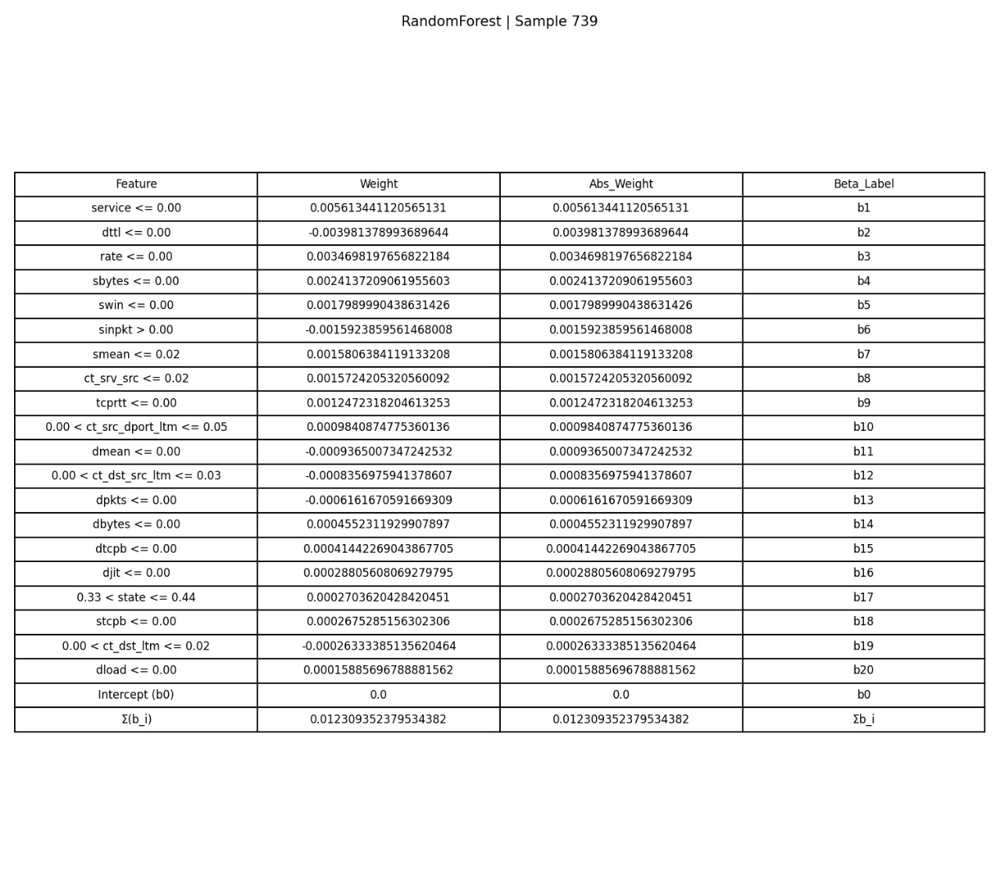 RandomForest | Sample 739
Feature Weight Abs_Weight Beta_Label
service <= 0.00 0.005613441120565131 0.005613441120565131 b1
dttl <= 0.00 -0.003981378993689644 0.003981378993689644 b2
rate <= 0.00 0.0034698197656822184 0.0034698197656822184 b3
sbytes <= 0.00 0.0024137209061955603 0.0024137209061955603 b4
swin <= 0.00 0.0017989990438631426 0.0017989990438631426 b5
sinpkt > 0.00 -0.0015923859561468008 0.0015923859561468008 b6
smean <= 0.02 0.0015806384119133208 0.0015806384119133208 b7
ct_srv_src <= 0.02 0.0015724205320560092 0.0015724205320560092 b8
tcprtt <= 0.00 0.0012472318204613253 0.0012472318204613253 b9
0.00 < ct_src_dport_ltm <= 0.05 0.0009840874775360136 0.0009840874775360136 b10
dmean <= 0.00 -0.0009365007347242532 0.0009365007347242532 b11
0.00 < ct_dst_src_ltm <= 0.03 -0.0008356975941378607 0.0008356975941378607 b12
dpkts <= 0.00 -0.0006161670591669309 0.0006161670591669309 b13
dbytes <= 0.00 0.0004552311929907897 0.0004552311929907897 b14
dtcpb <= 0.00 0.00041442269043867705 0.00041442269043867705 b15
djit <= 0.00 0.00028805608069279795 0.00028805608069279795 b16
0.33 < state <= 0.44 0.0002703620428420451 0.0002703620428420451 b17
stcpb <= 0.00 0.0002675285156302306 0.0002675285156302306 b18
0.00 < ct_dst_ltm <= 0.02 -0.00026333385135620464 0.00026333385135620464 b19
dload <= 0.00 0.00015885696788881562 0.00015885696788881562 b20
Intercept (b0) 0.0 0.0 b0
Σ(b_i) 0.012309352379534382 0.012309352379534382 Σb_i